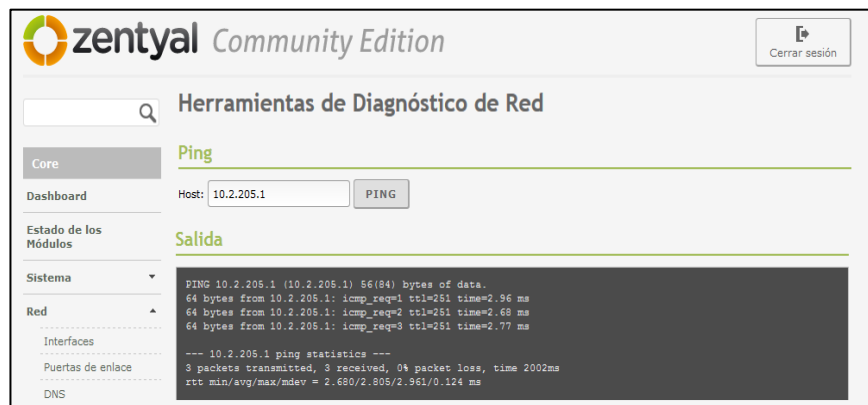 zentyal Community Edition
Cerrar sesión
Herramientas de Diagnóstico de Red
Core
Dashboard
Estado de los
Módulos
Sistema
Red
Interfaces
Puertas de enlace
DNS
Ping
Host: 10.2.205.1 PING
Salida
PING 10.2.205.1 (10.2.205.1) 56(84) bytes of data.
64 bytes from 10.2.205.1: icmp_req=1 ttl=251 time=2.96 ms
64 bytes from 10.2.205.1: icmp_req=2 ttl=251 time=2.68 ms
64 bytes from 10.2.205.1: icmp_req=3 ttl=251 time=2.77 ms
--- 10.2.205.1 ping statistics ---
3 packets transmitted, 3 received, 0% packet loss, time 2002ms
rtt min/avg/max/mdev = 2.680/2.805/2.961/0.124 ms